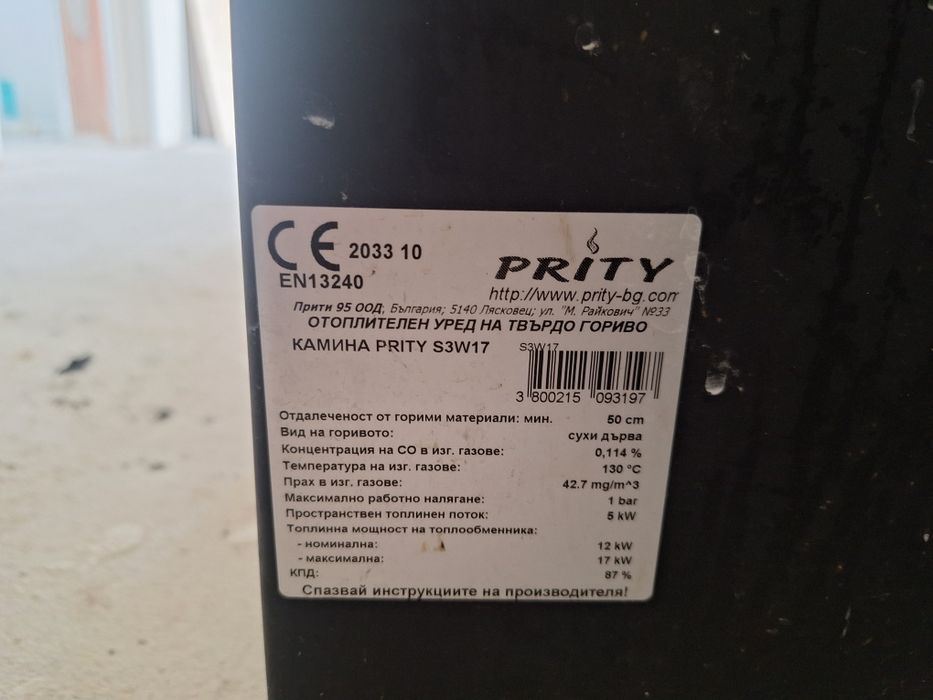 CE 2033 10
EN13240
PRITY
http://www.prity-bg.com
Прити 95 ООД, България; 5140 Лясковец; ул. "М. Райкович" №33
ОТОПЛИТЕЛЕН УРЕД НА ТВЪРДО ГОРИВО
КАМИНА PRITY S3W17
S3W17
3 800215 093197
Отдалеченост от горими материали: мин. 50 cm
Вид на горивото: сухи дърва
Концентрация на CO в изг. газове: 0,114 %
Температура на изг. газове: 130 °C
Прах в изг. газове: 42.7 mg/m^3
Максимално работно налягане: 1 bar
Пространствен топлинен поток: 5 kW
Топлинна мощност на топлообменника:
- номинална: 12 kW
- максимална: 17 kW
КПД: 87 %
Спазвай инструкциите на производителя!